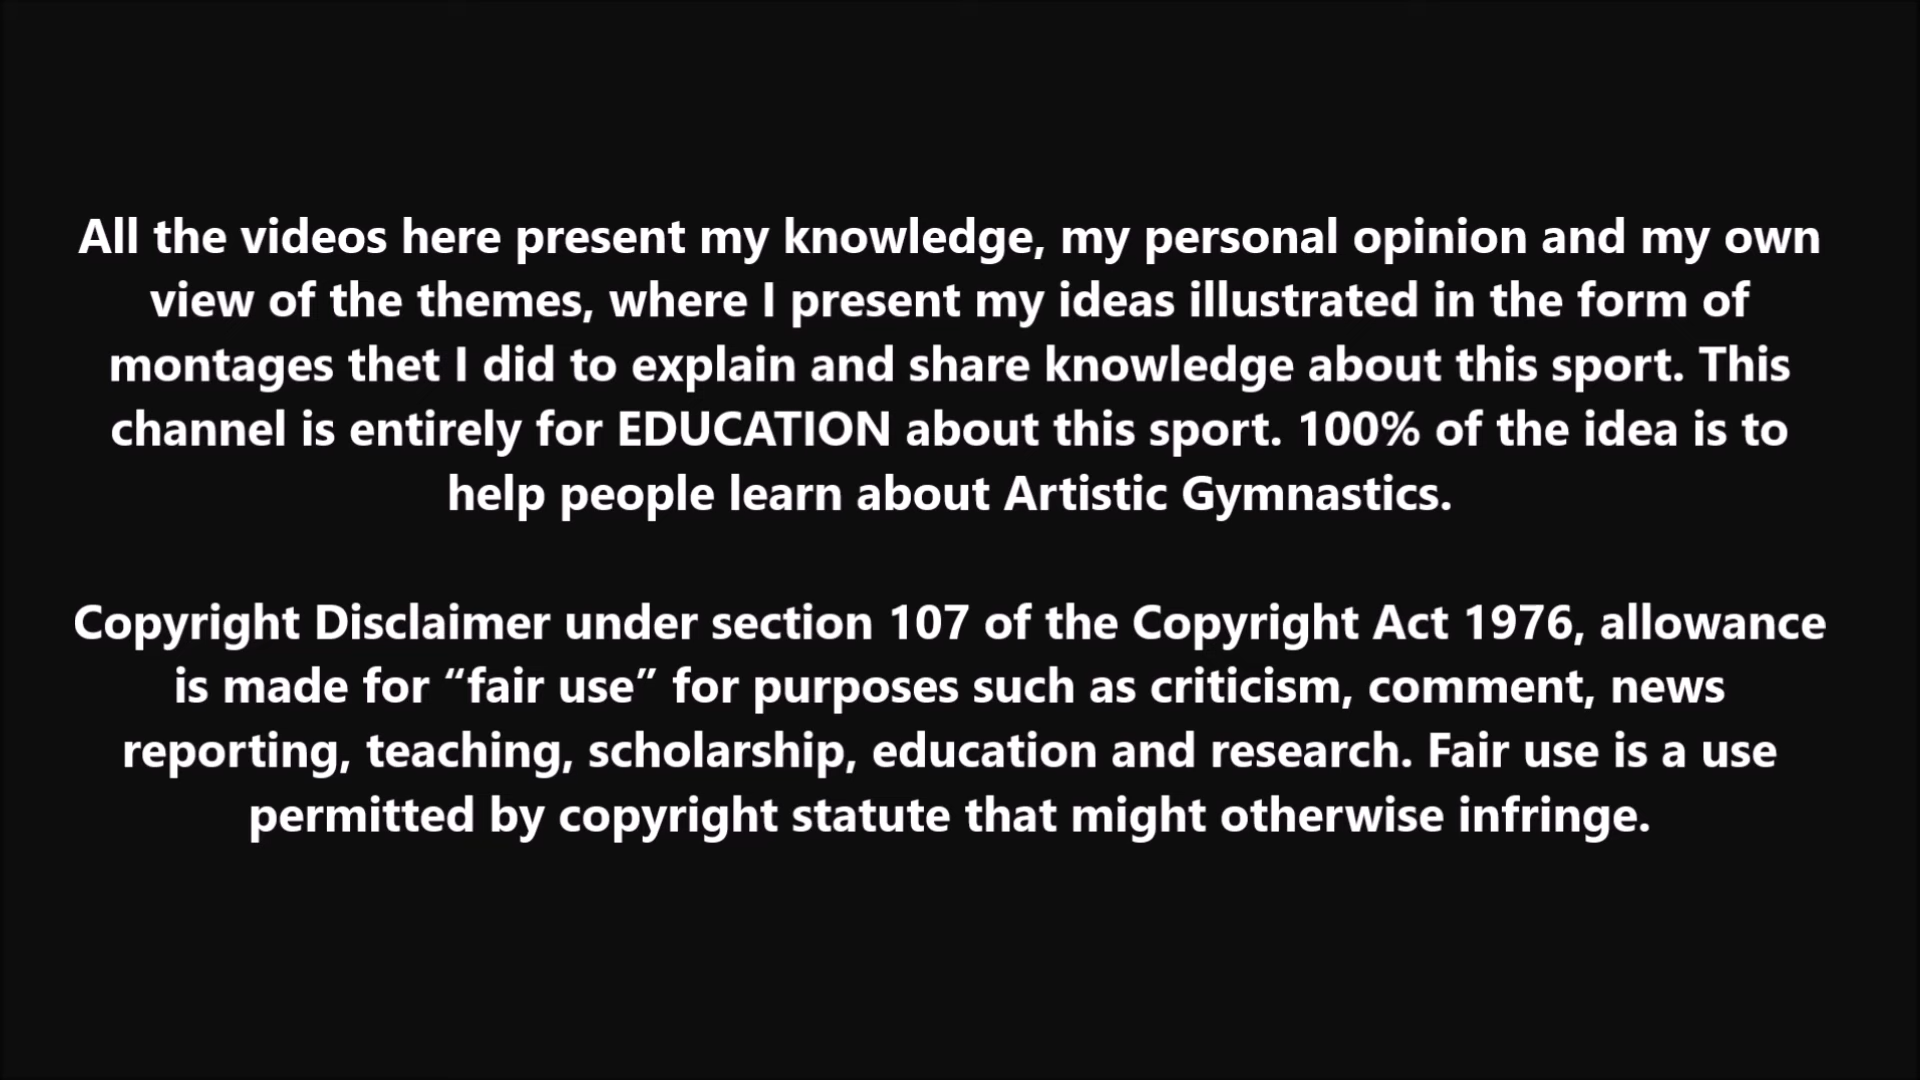 All the videos here present my knowledge, my personal opinion and my own
view of the themes, where I present my ideas illustrated in the form of
montages thet I did to explain and share knowledge about this sport. This
channel is entirely for EDUCATION about this sport. 100% of the idea is to
help people learn about Artistic Gymnastics.
Copyright Disclaimer under section 107 of the Copyright Act 1976, allowance
is made for “fair use” for purposes such as criticism, comment, news
reporting, teaching, scholarship, education and research. Fair use is a use
permitted by copyright statute that might otherwise infringe.